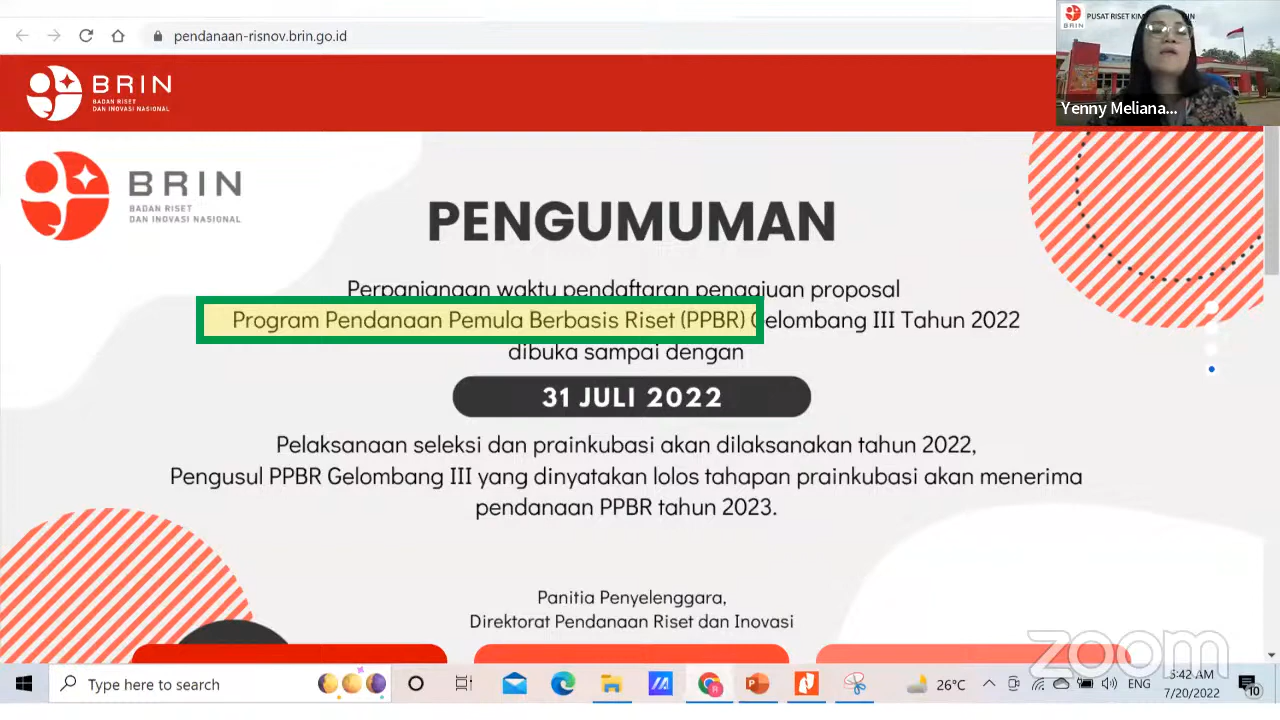 pendanaan-risnov.brin.go.id
PUSAT RISET
BRIN
Yenny Meliana...
BRIN
BADAN RISET
DAN INOVASI NASIONAL
BRIN
BADAN RISET
DAN INOVASI NASIONAL
PENGUMUMAN
Perpanjangan waktu pendaftaran pengajuan proposal
Program Pendanaan Pemula Berbasis Riset (PPBR) Gelombang III Tahun 2022
dibuka sampai dengan
31 JULI 2022
Pelaksanaan seleksi dan prainkubasi akan dilaksanakan tahun 2022,
Pengusul PPBR Gelombang III yang dinyatakan lolos tahapan prainkubasi akan menerima
pendanaan PPBR tahun 2023.
Panitia Penyelenggara,
Direktorat Pendanaan Riset dan Inovasi
zoom
Type here to search
26°C
ENG
:42 AM
7/20/2022
10